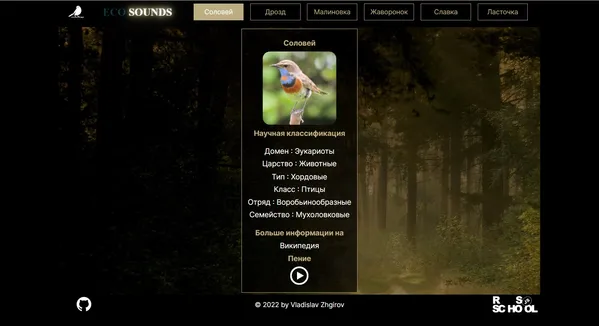 ECO SOUNDS
Соловей
Дрозд
Малиновка
Жаворонок
Славка
Ласточка
Соловей
Научная классификация
Домен : Эукариоты
Царство : Животные
Тип : Хордовые
Класс : Птицы
Отряд : Воробьинообразные
Семейство : Мухоловковые
Больше информации на
Википедия
Пение
© 2022 by Vladislav Zhgirov
R S
SCHOOL